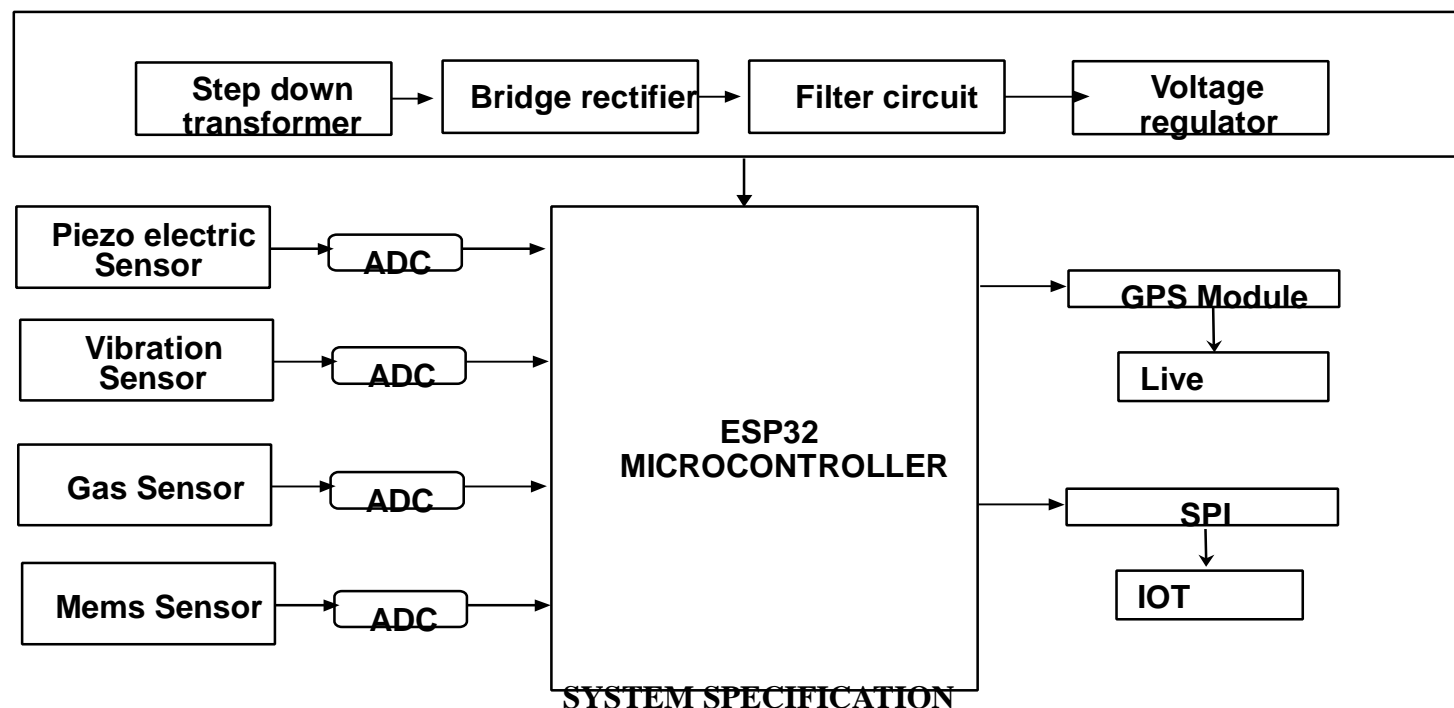 Step down
transformer
Bridge rectifier
Filter circuit
Voltage
regulator
Piezo electric
Sensor
ADC
Vibration
Sensor
ADC
Gas Sensor
ADC
Mems Sensor
ADC
ESP32
MICROCONTROLLER
GPS Module
Live
SPI
IOT
SYSTEM SPECIFICATION